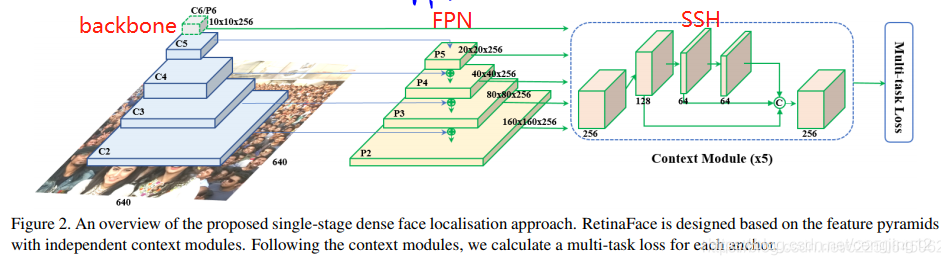 backbone
FPN
SSH
C6/P6
10x10x256
C5
C4
C3
C2
640
640
P5
20x20x256
P4
40x40x256
P3
80x80x256
P2
160x160x256
256
128
64
64
C
256
Context Module (x5)
Multi-task Loss
Figure 2. An overview of the proposed single-stage dense face localisation approach. RetinaFace is designed based on the feature pyramids
with independent context modules. Following the context modules, we calculate a multi-task loss for each anchor.